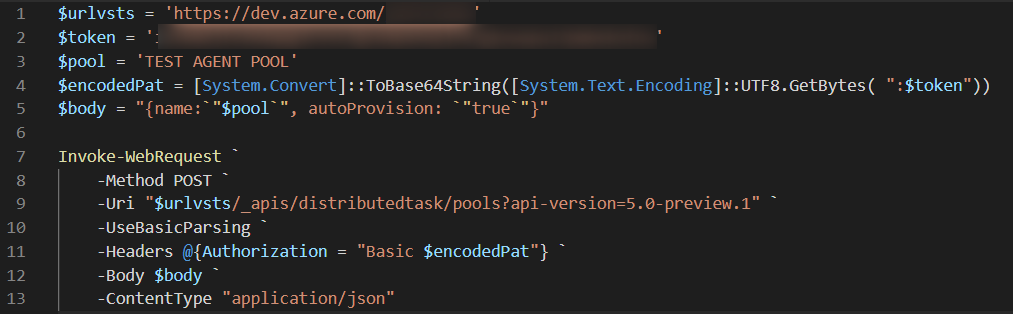 1 $urlvsts = 'https://dev.azure.com/ '
2 $token = ' '
3 $pool = 'TEST AGENT POOL'
4 $encodedPat = [System.Convert]::ToBase64String([System.Text.Encoding]::UTF8.GetBytes( ":$token"))
5 $body = "{name:`"$pool`", autoProvision: `"true`"}"
6
7 Invoke-WebRequest `
8 -Method POST `
9 -Uri "$urlvsts/_apis/distributedtask/pools?api-version=5.0-preview.1" `
10 -UseBasicParsing `
11 -Headers @{Authorization = "Basic $encodedPat"} `
12 -Body $body `
13 -ContentType "application/json"